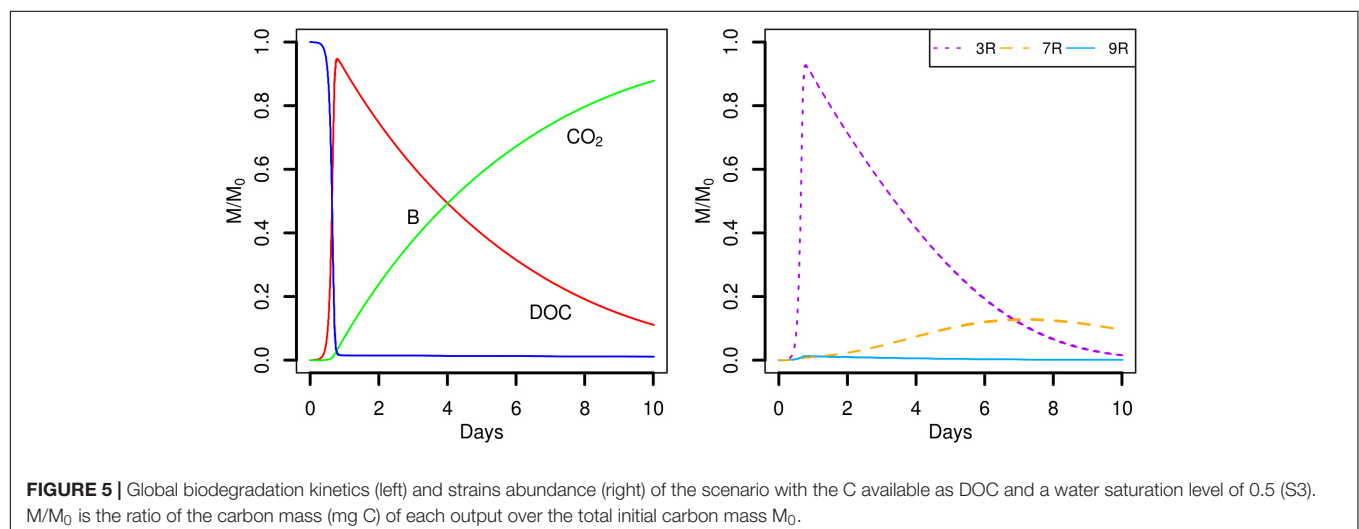 1.0
0.8
0.6
0.4
0.2
0.0
M/M0
CO2
B
DOC
0 2 4 6 8 10
Days
3R 7R 9R
1.0
0.8
0.6
0.4
0.2
0.0
M/M0
0 2 4 6 8 10
Days
FIGURE 5 | Global biodegradation kinetics (left) and strains abundance (right) of the scenario with the C available as DOC and a water saturation level of 0.5 (S3).
M/M0 is the ratio of the carbon mass (mg C) of each output over the total initial carbon mass M0.